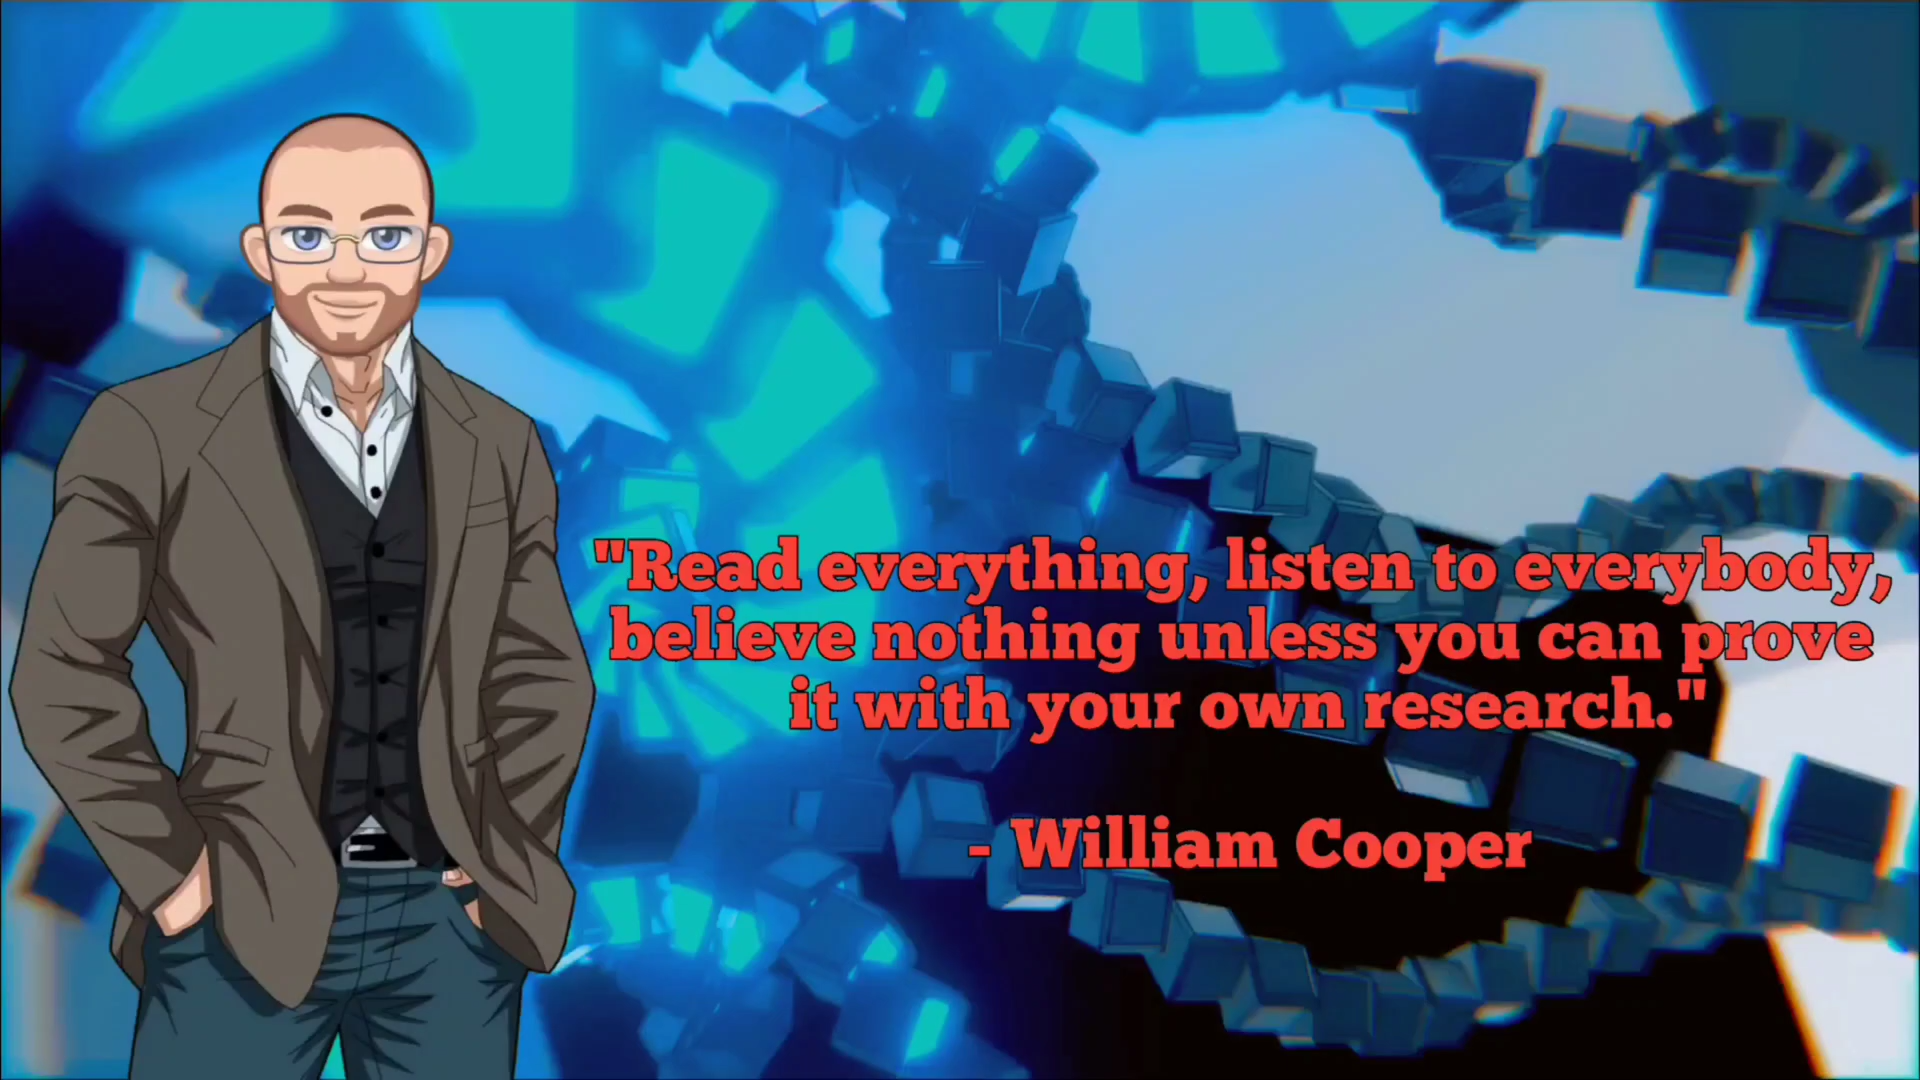 "Read everything, listen to everybody,
believe nothing unless you can prove
it with your own research."
- William Cooper